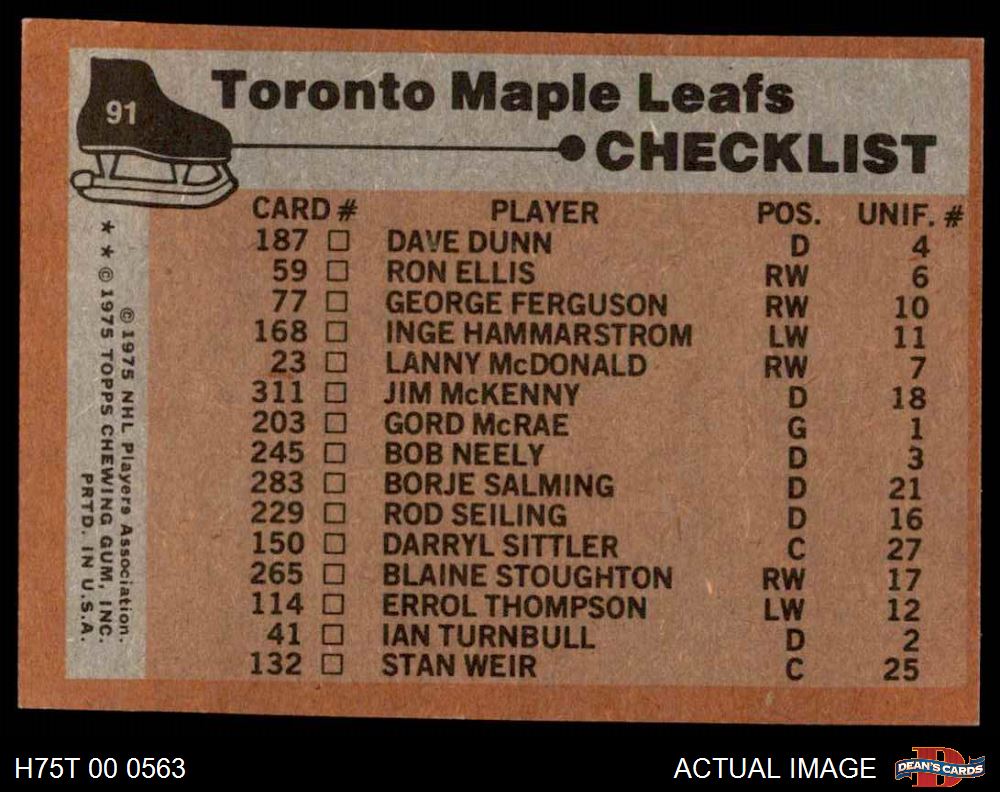 91
Toronto Maple Leafs
CHECKLIST
CARD # PLAYER POS. UNIF. #
187 □ DAVE DUNN D 4
59 □ RON ELLIS RW 6
77 □ GEORGE FERGUSON RW 10
168 □ INGE HAMMARSTROM LW 11
23 □ LANNY McDONALD RW 7
311 □ JIM McKENNY D 18
203 □ GORD McRAE G 1
245 □ BOB NEELY D 3
283 □ BORJE SALMING D 21
229 □ ROD SEILING D 16
150 □ DARRYL SITTLER C 27
265 □ BLAINE STOUGHTON RW 17
114 □ ERROL THOMPSON LW 12
41 □ IAN TURNBULL D 2
132 □ STAN WEIR C 25
© 1975 NHL Players Association.
★ ★ © 1975 TOPPS CHEWING GUM, INC.
PRTD. IN U.S.A.
H75T 00 0563
ACTUAL IMAGE
D
DEAN'S CARDS